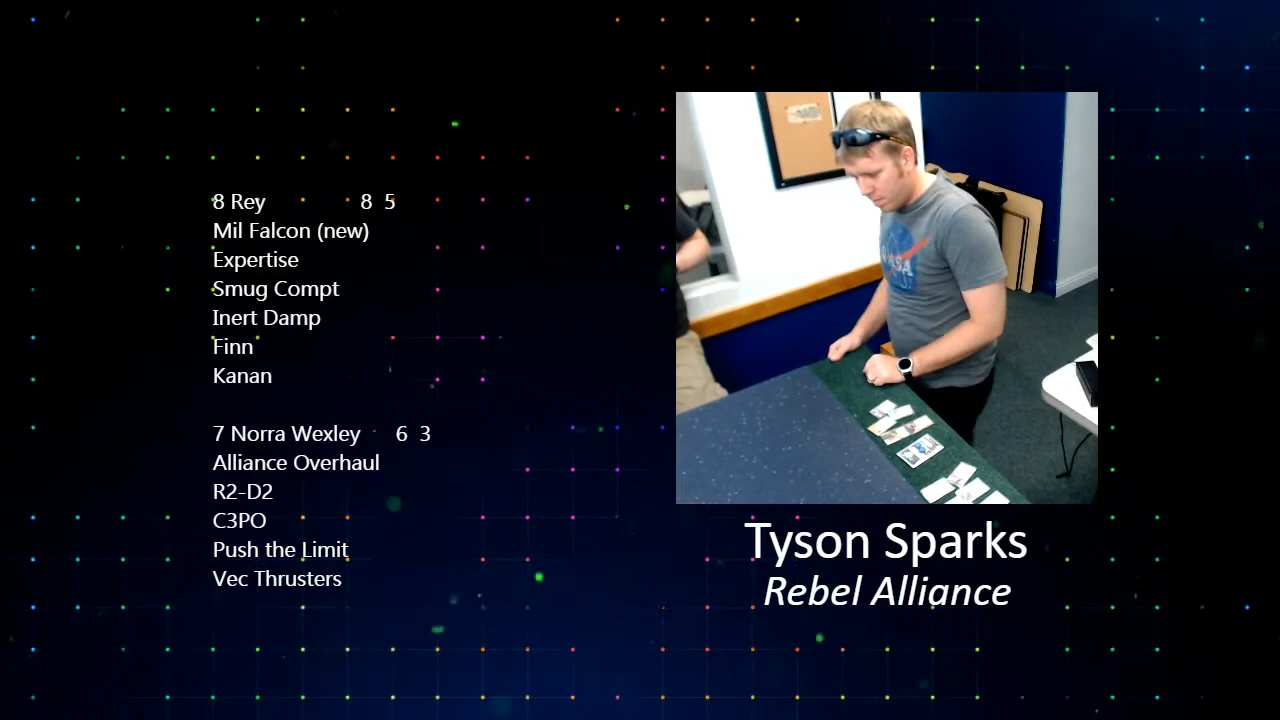 8 Rey 8 5
Mil Falcon (new)
Expertise
Smug Compt
Inert Damp
Finn
Kanan
7 Norra Wexley 6 3
Alliance Overhaul
R2-D2
C3PO
Push the Limit
Vec Thrusters
NASA
Tyson Sparks
Rebel Alliance